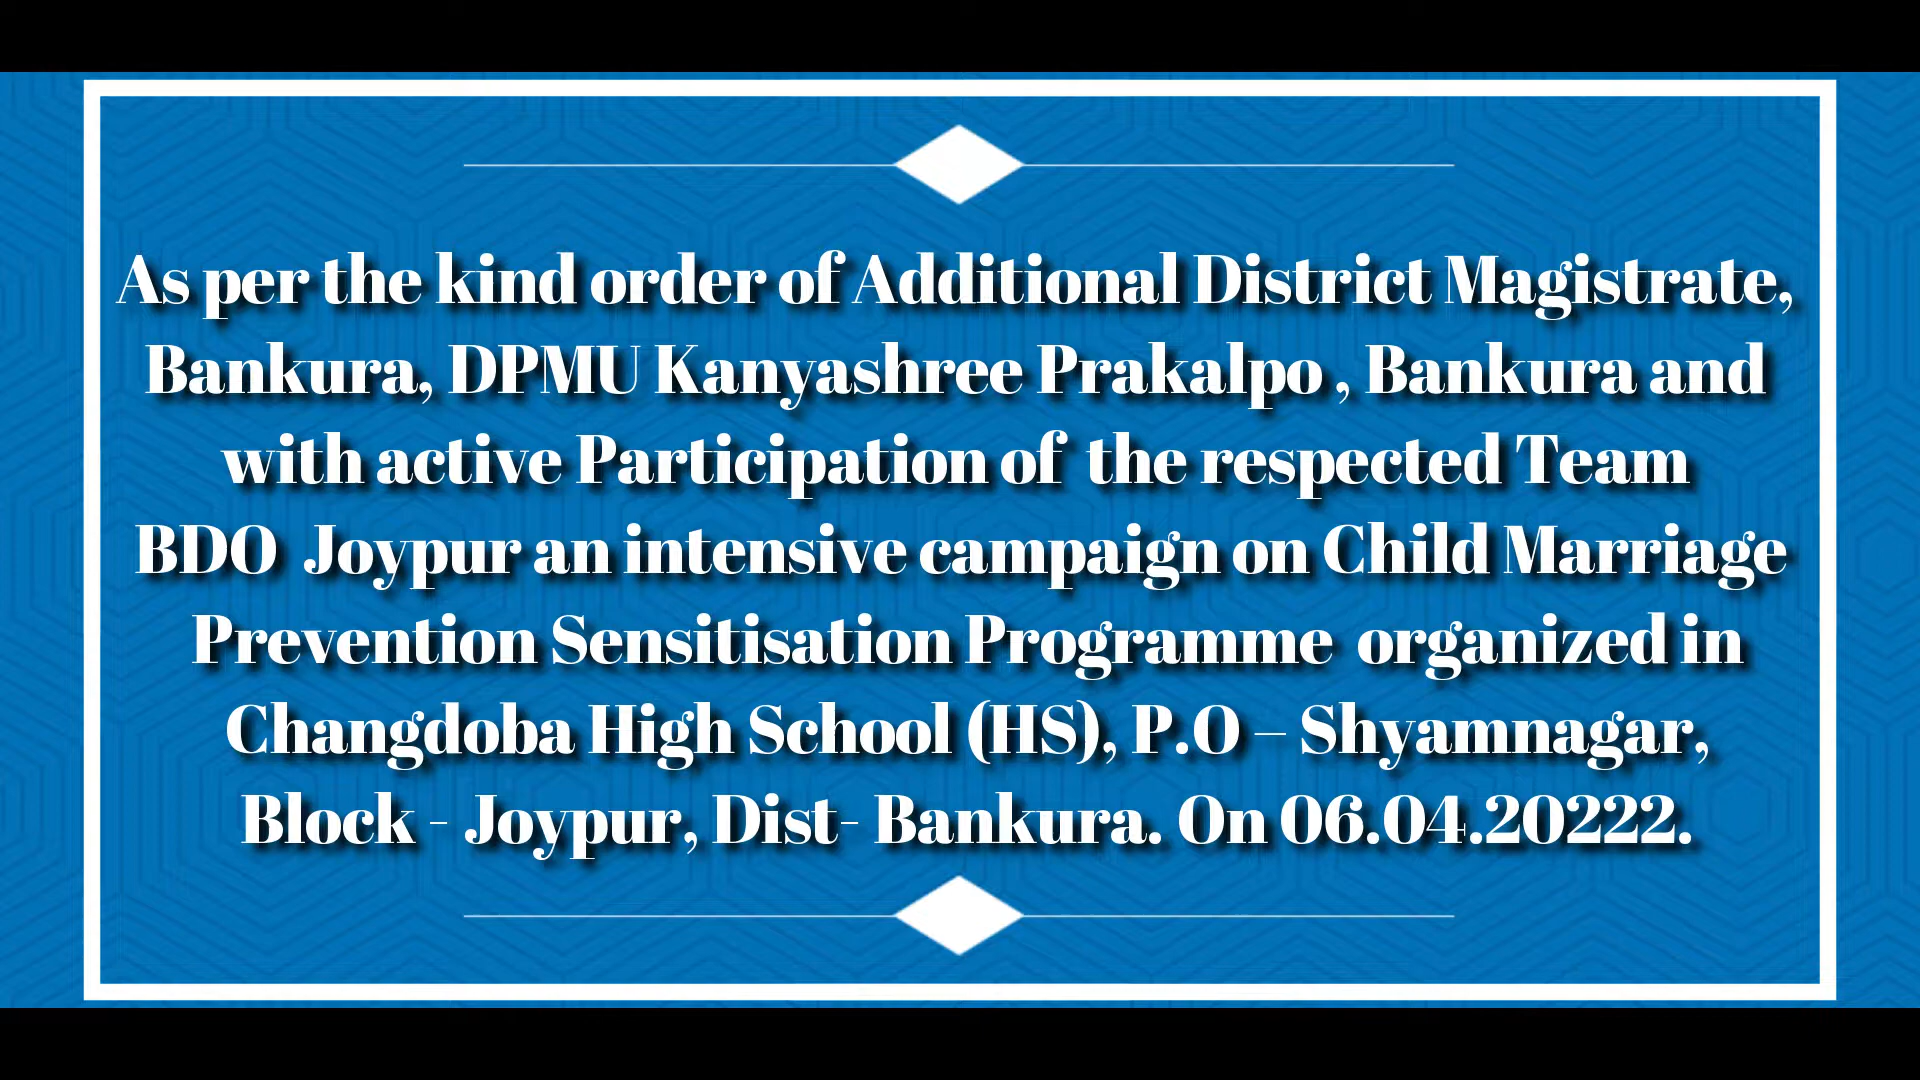 As per the kind order of Additional District Magistrate,
Bankura, DPMU Kanyashree Prakalpo , Bankura and
with active Participation of the respected Team
BDO Joypur an intensive campaign on Child Marriage
Prevention Sensitisation Programme organized in
Changdoba High School (HS), P.O – Shyamnagar,
Block - Joypur, Dist- Bankura. On 06.04.20222.